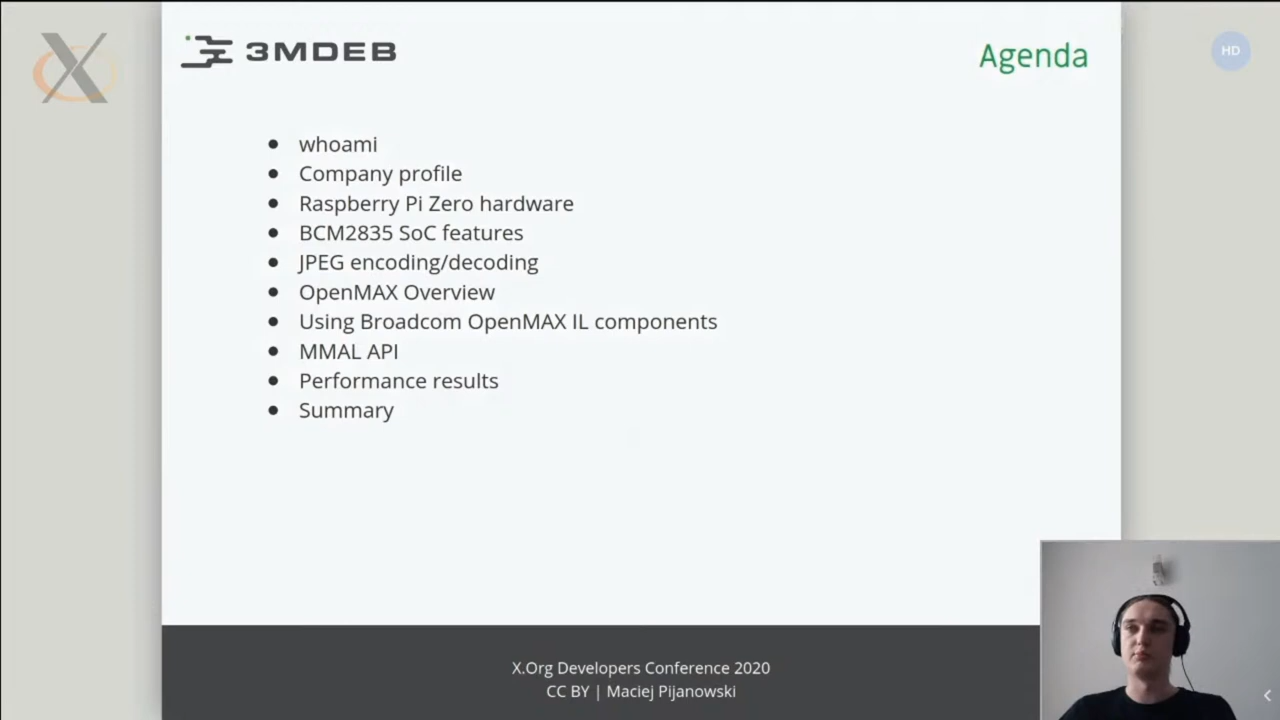 3MDEB
Agenda
HD
whoami
Company profile
Raspberry Pi Zero hardware
BCM2835 SoC features
JPEG encoding/decoding
OpenMAX Overview
Using Broadcom OpenMAX IL components
MMAL API
Performance results
Summary
X.Org Developers Conference 2020
CC BY | Maciej Pijanowski